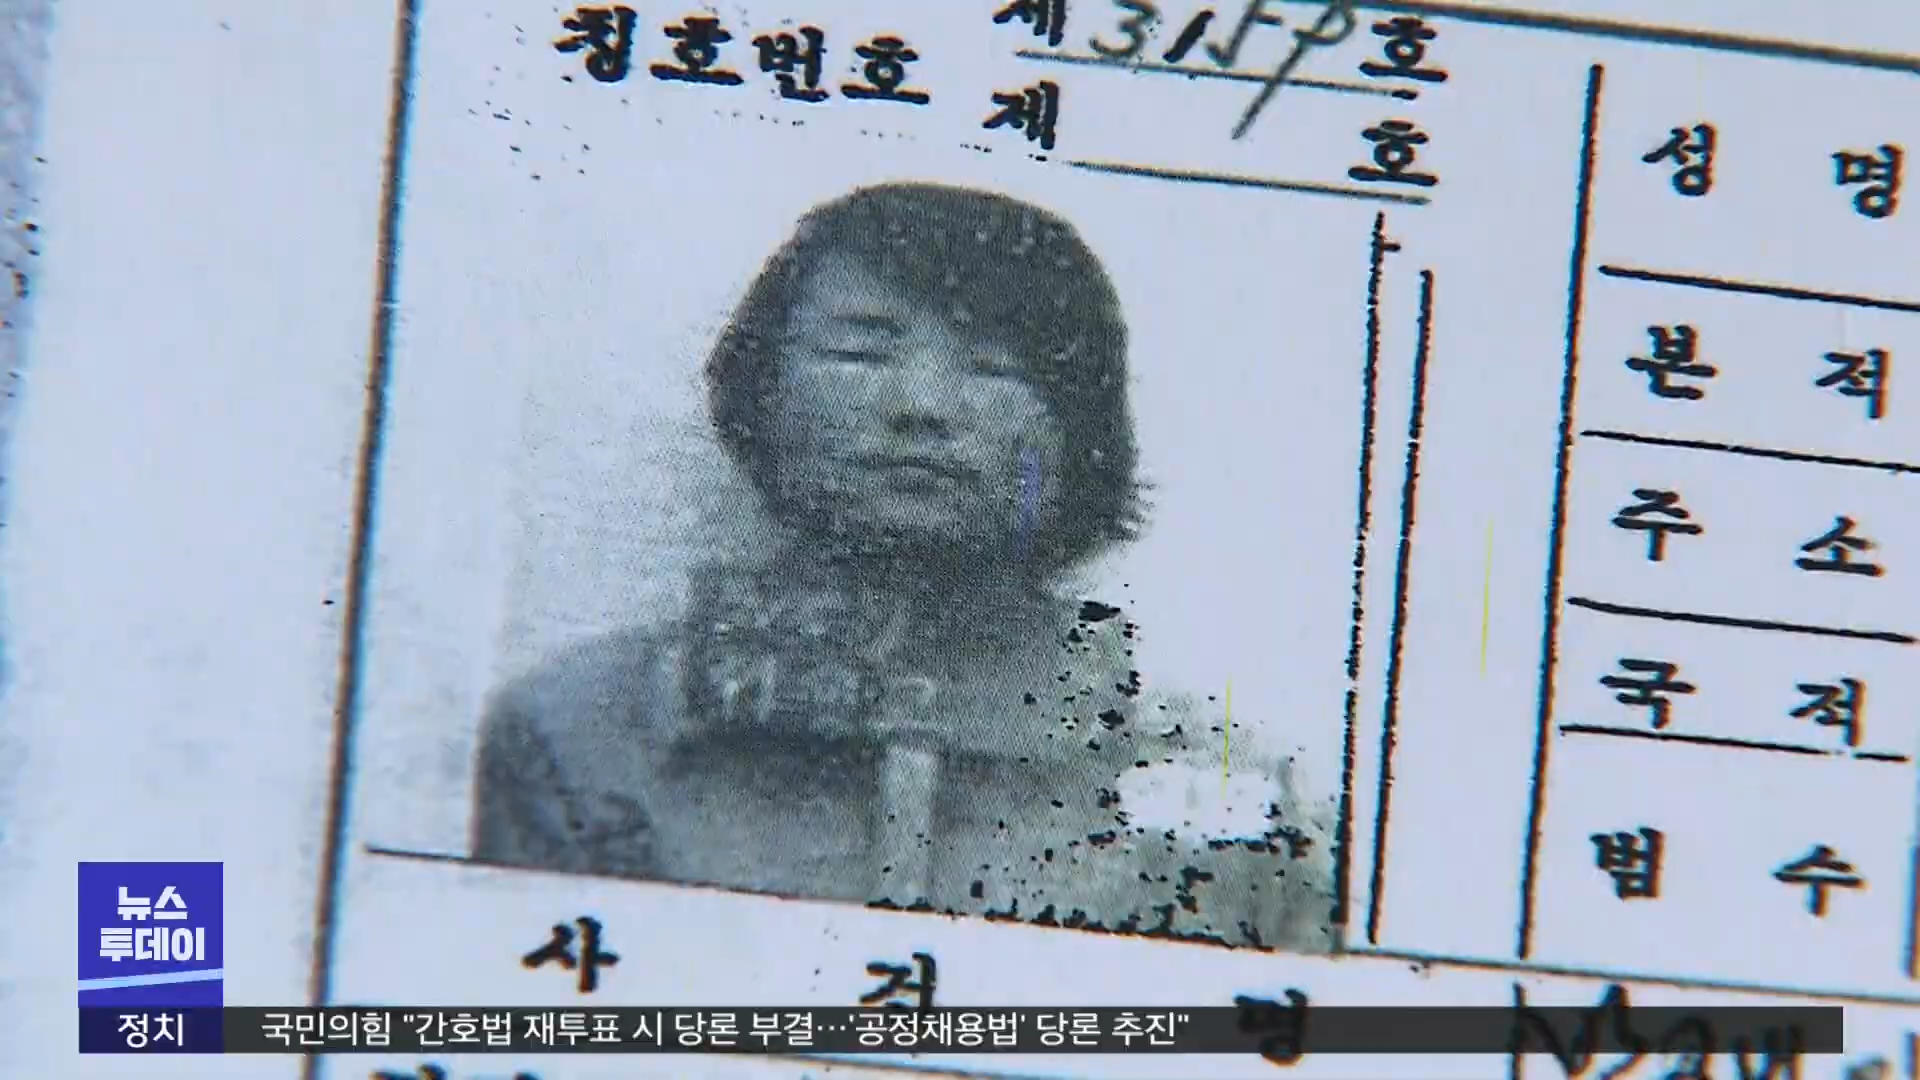 칭호번호 제 호
제 호
성 명
본 적
주 소
국 적
범 수
사 건 명
뉴스
투데이
정치 국민의힘 "간호법 재투표 시 당론 부결…'공정채용법' 당론 추진"